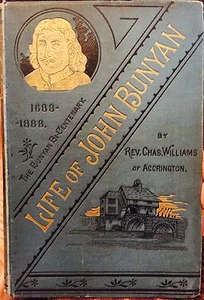 1688-
-1888.
THE BUNYAN BI-CENTENARY.
LIFE OF JOHN BUNYAN
BY
REV. CHAS. WILLIAMS
OF ACCRINGTON.